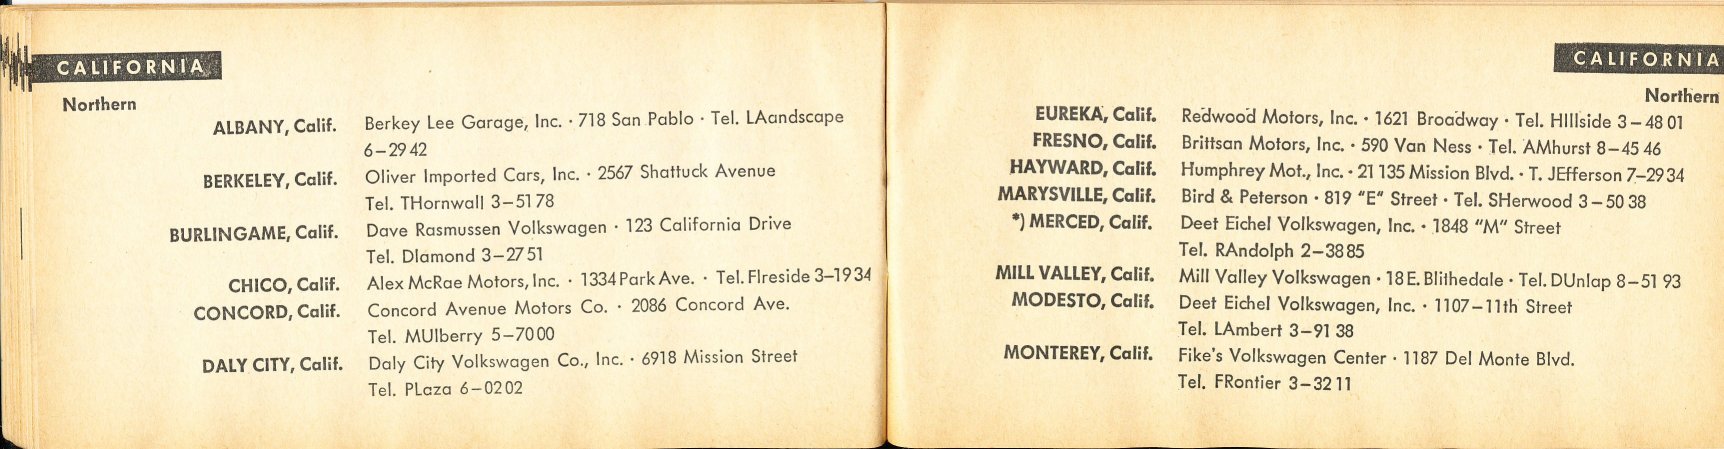 CALIFORNIA
Northern
ALBANY, Calif. Berkey Lee Garage, Inc. · 718 San Pablo · Tel. LAandscape
6–29 42
BERKELEY, Calif. Oliver Imported Cars, Inc. · 2567 Shattuck Avenue
Tel. THornwall 3–51 78
BURLINGAME, Calif. Dave Rasmussen Volkswagen · 123 California Drive
Tel. DIamond 3–27 51
CHICO, Calif. Alex McRae Motors, Inc. · 1334 Park Ave. · Tel. FIreside 3–19 34
CONCORD, Calif. Concord Avenue Motors Co. · 2086 Concord Ave.
Tel. MUlberry 5–70 00
DALY CITY, Calif. Daly City Volkswagen Co., Inc. · 6918 Mission Street
Tel. PLaza 6–02 02
CALIFORNIA
Northern
EUREKA, Calif. Redwood Motors, Inc. · 1621 Broadway · Tel. HIllside 3–48 01
FRESNO, Calif. Brittsan Motors, Inc. · 590 Van Ness · Tel. AMhurst 8–45 46
HAYWARD, Calif. Humphrey Mot., Inc. · 21 135 Mission Blvd. · T. JEfferson 7–29 34
MARYSVILLE, Calif. Bird & Peterson · 819 "E" Street · Tel. SHerwood 3–50 38
*) MERCED, Calif. Deet Eichel Volkswagen, Inc. · 1848 "M" Street
Tel. RAndolph 2–38 85
MILL VALLEY, Calif. Mill Valley Volkswagen · 18 E. Blithedale · Tel. DUnlap 8–51 93
MODESTO, Calif. Deet Eichel Volkswagen, Inc. · 1107–11th Street
Tel. LAmbert 3–91 38
MONTEREY, Calif. Fike's Volkswagen Center · 1187 Del Monte Blvd.
Tel. FRontier 3–32 11